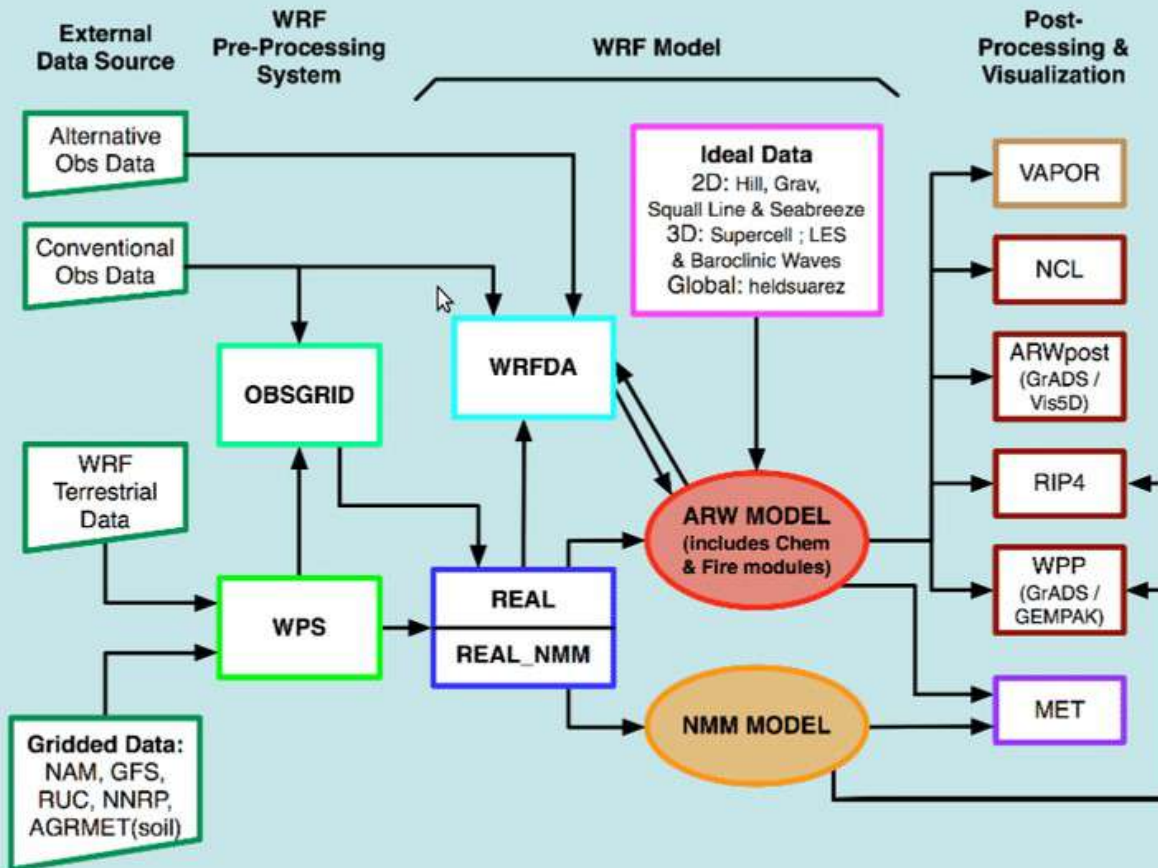 External
Data Source
WRF
Pre-Processing
System
WRF Model
Post-
Processing &
Visualization
Alternative
Obs Data
Conventional
Obs Data
WRF
Terrestrial
Data
Gridded Data:
NAM, GFS,
RUC, NNRP,
AGRMET(soil)
OBSGRID
WPS
WRFDA
REAL
REAL_NMM
Ideal Data
2D: Hill, Grav,
Squall Line & Seabreeze
3D: Supercell ; LES
& Baroclinic Waves
Global: heldsuarez
ARW MODEL
(includes Chem
& Fire modules)
NMM MODEL
VAPOR
NCL
ARWpost
(GrADS /
Vis5D)
RIP4
WPP
(GrADS /
GEMPAK)
MET